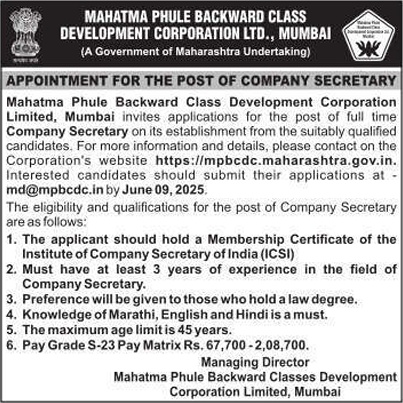 MAHATMA PHULE BACKWARD CLASS
DEVELOPMENT CORPORATION LTD., MUMBAI
(A Government of Maharashtra Undertaking)
APPOINTMENT FOR THE POST OF COMPANY SECRETARY
Mahatma Phule Backward Class Development Corporation
Limited, Mumbai invites applications for the post of full time
Company Secretary on its establishment from the suitably qualified
candidates. For more information and details, please contact on the
Corporation's website https://mpbcdc.maharashtra.gov.in.
Interested candidates should submit their applications at -
md@mpbcdc.in by June 09, 2025.
The eligibility and qualifications for the post of Company Secretary
are as follows:
1. The applicant should hold a Membership Certificate of the
Institute of Company Secretary of India (ICSI)
2. Must have at least 3 years of experience in the field of
Company Secretary.
3. Preference will be given to those who hold a law degree.
4. Knowledge of Marathi, English and Hindi is a must.
5. The maximum age limit is 45 years.
6. Pay Grade S-23 Pay Matrix Rs. 67,700 - 2,08,700.
Managing Director
Mahatma Phule Backward Classes Development
Corporation Limited, Mumbai